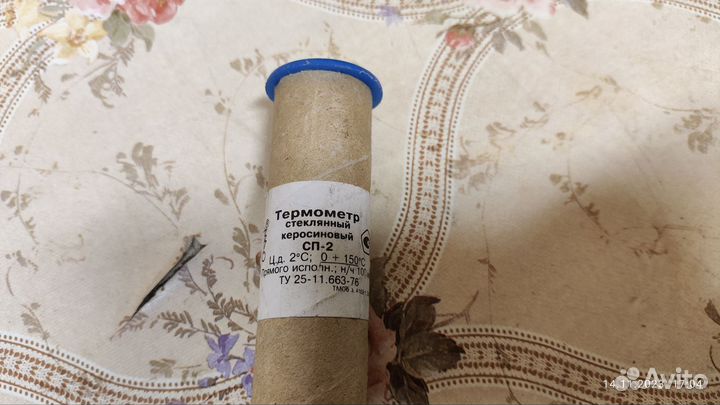 Термометр
стеклянный
керосиновый
СП-2
Ц.д. 2°С; 0 + 150°С
Прямого исполн.; н/ч 100
ТУ 25-11.663-76
14.11.2023 17:04
Avito